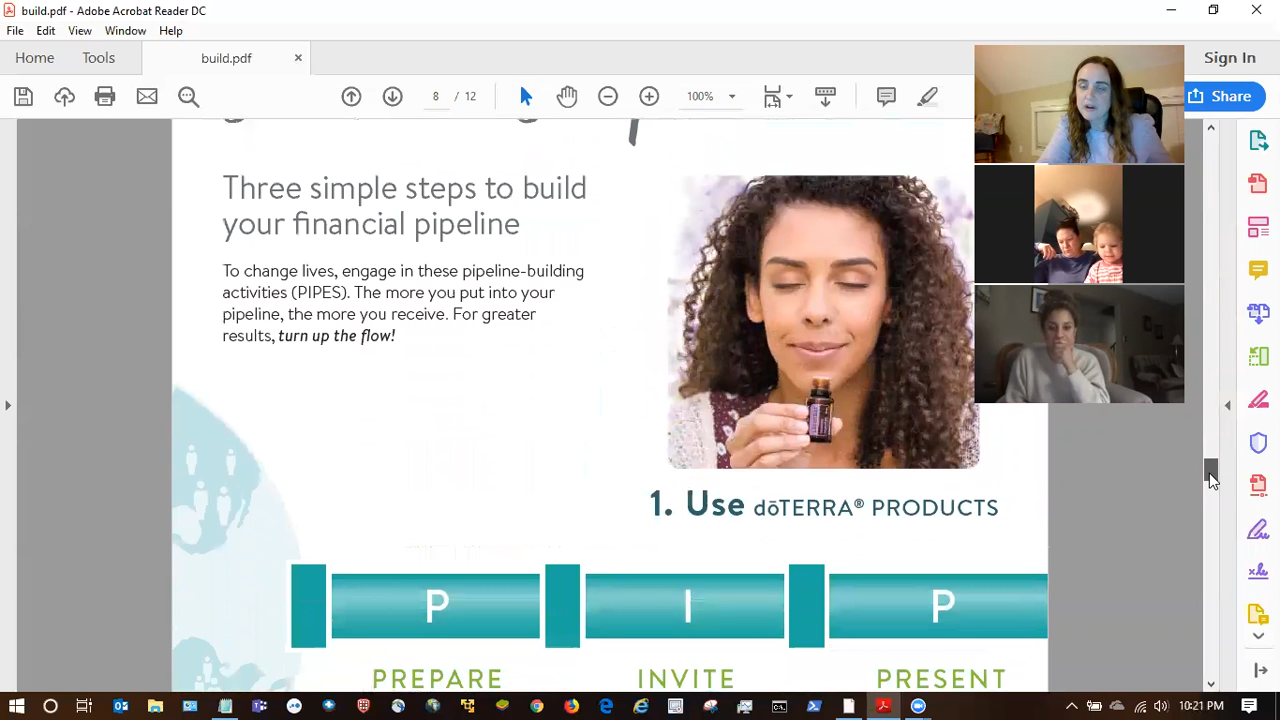 build.pdf - Adobe Acrobat Reader DC
File Edit View Window Help
Home Tools build.pdf × Sign In
8 / 12 100% Share
Three simple steps to build
your financial pipeline
To change lives, engage in these pipeline-building
activities (PIPES). The more you put into your
pipeline, the more you receive. For greater
results, turn up the flow!
1. Use dōTERRA® PRODUCTS
P I P
PREPARE INVITE PRESENT
10:21 PM